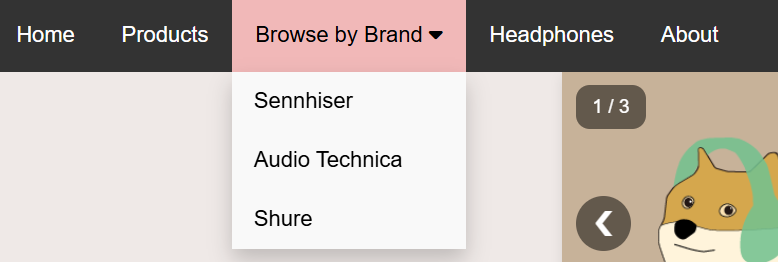 Home Products Browse by Brand Headphones About
Sennhiser
1 / 3
Audio Technica
Shure